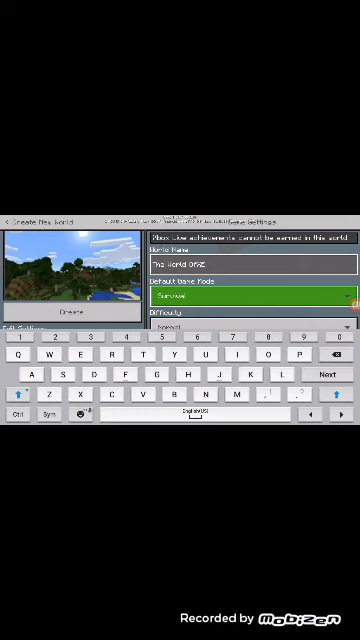 < Create New World
Game Settings
Xbox Live achievements cannot be earned in this world
World Name
The World Of
Default Game Mode
Survival
Create
Difficulty
Normal
1 2 3 4 5 6 7 8 9 0
Q W E R T Y U I O P
A S D F G H J K L Next
Z X C V B N M , ! . ?
Ctrl Sym English(US)
Recorded by Mobizen